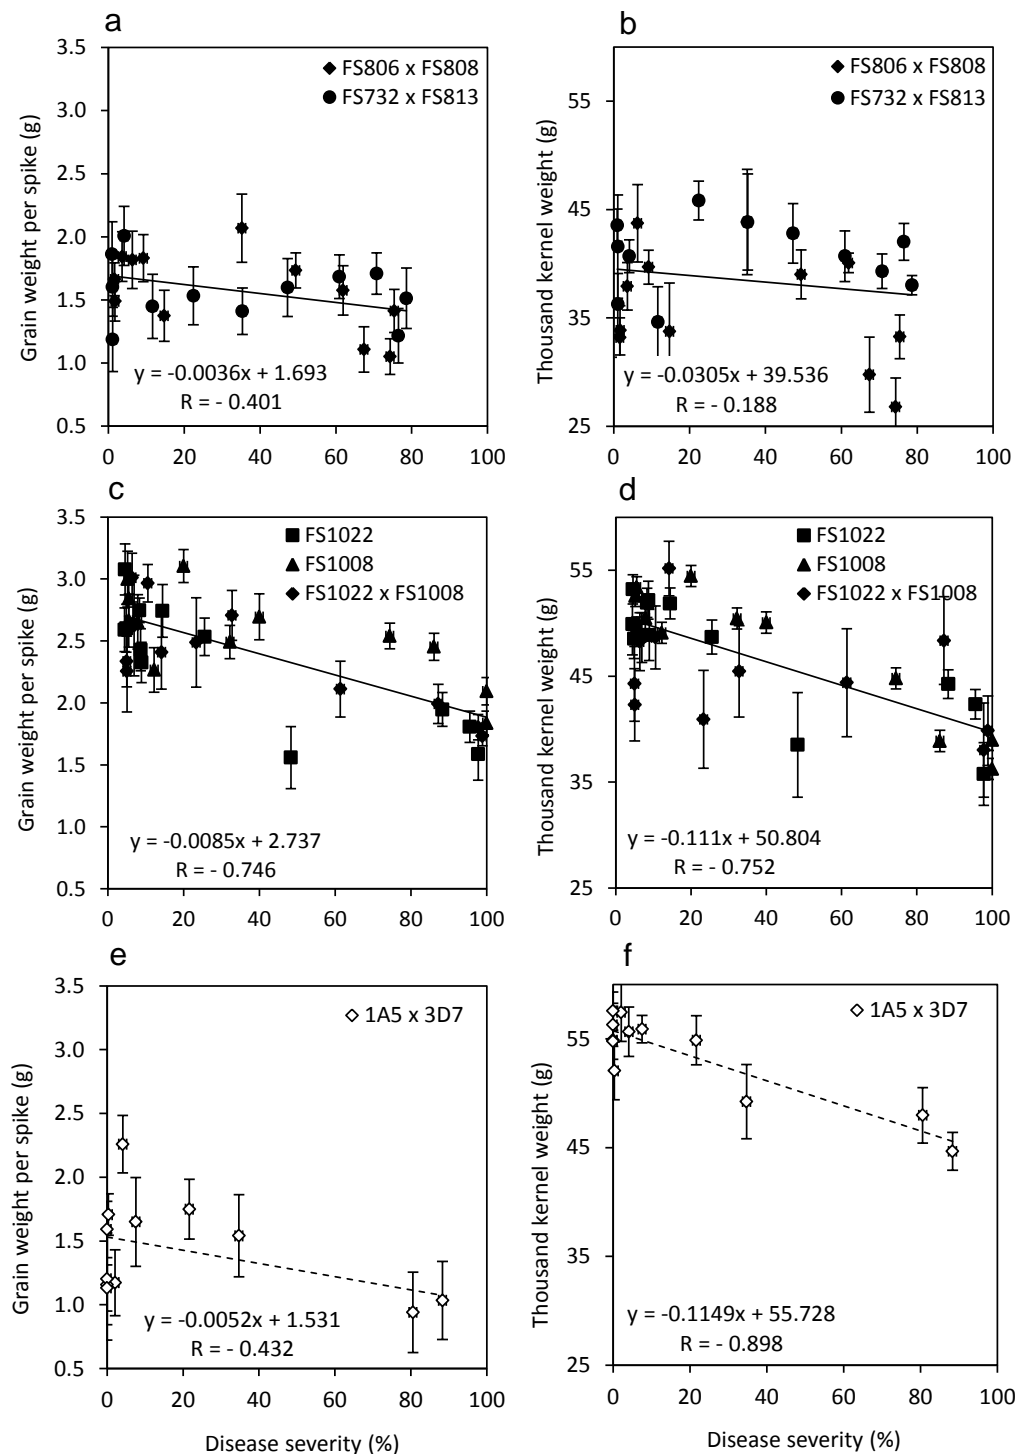 a
3.5
3.0
2.5
2.0
1.5
1.0
0.5
0
20
40
60
80
100
Grain weight per spike (g)
FS806 x FS808
FS732 x FS813
y = -0.0036x + 1.693
R = - 0.401
b
55
45
35
25
0
20
40
60
80
100
Thousand kernel weight (g)
FS806 x FS808
FS732 x FS813
y = -0.0305x + 39.536
R = - 0.188
c
3.5
3.0
2.5
2.0
1.5
1.0
0.5
0
20
40
60
80
100
Grain weight per spike (g)
FS1022
FS1008
FS1022 x FS1008
y = -0.0085x + 2.737
R = - 0.746
d
55
45
35
25
0
20
40
60
80
100
Thousand kernel weight (g)
FS1022
FS1008
FS1022 x FS1008
y = -0.111x + 50.804
R = - 0.752
e
3.5
3.0
2.5
2.0
1.5
1.0
0.5
0
20
40
60
80
100
Grain weight per spike (g)
1A5 x 3D7
y = -0.0052x + 1.531
R = - 0.432
Disease severity (%)
f
55
45
35
25
0
20
40
60
80
100
Thousand kernel weight (g)
1A5 x 3D7
y = -0.1149x + 55.728
R = - 0.898
Disease severity (%)